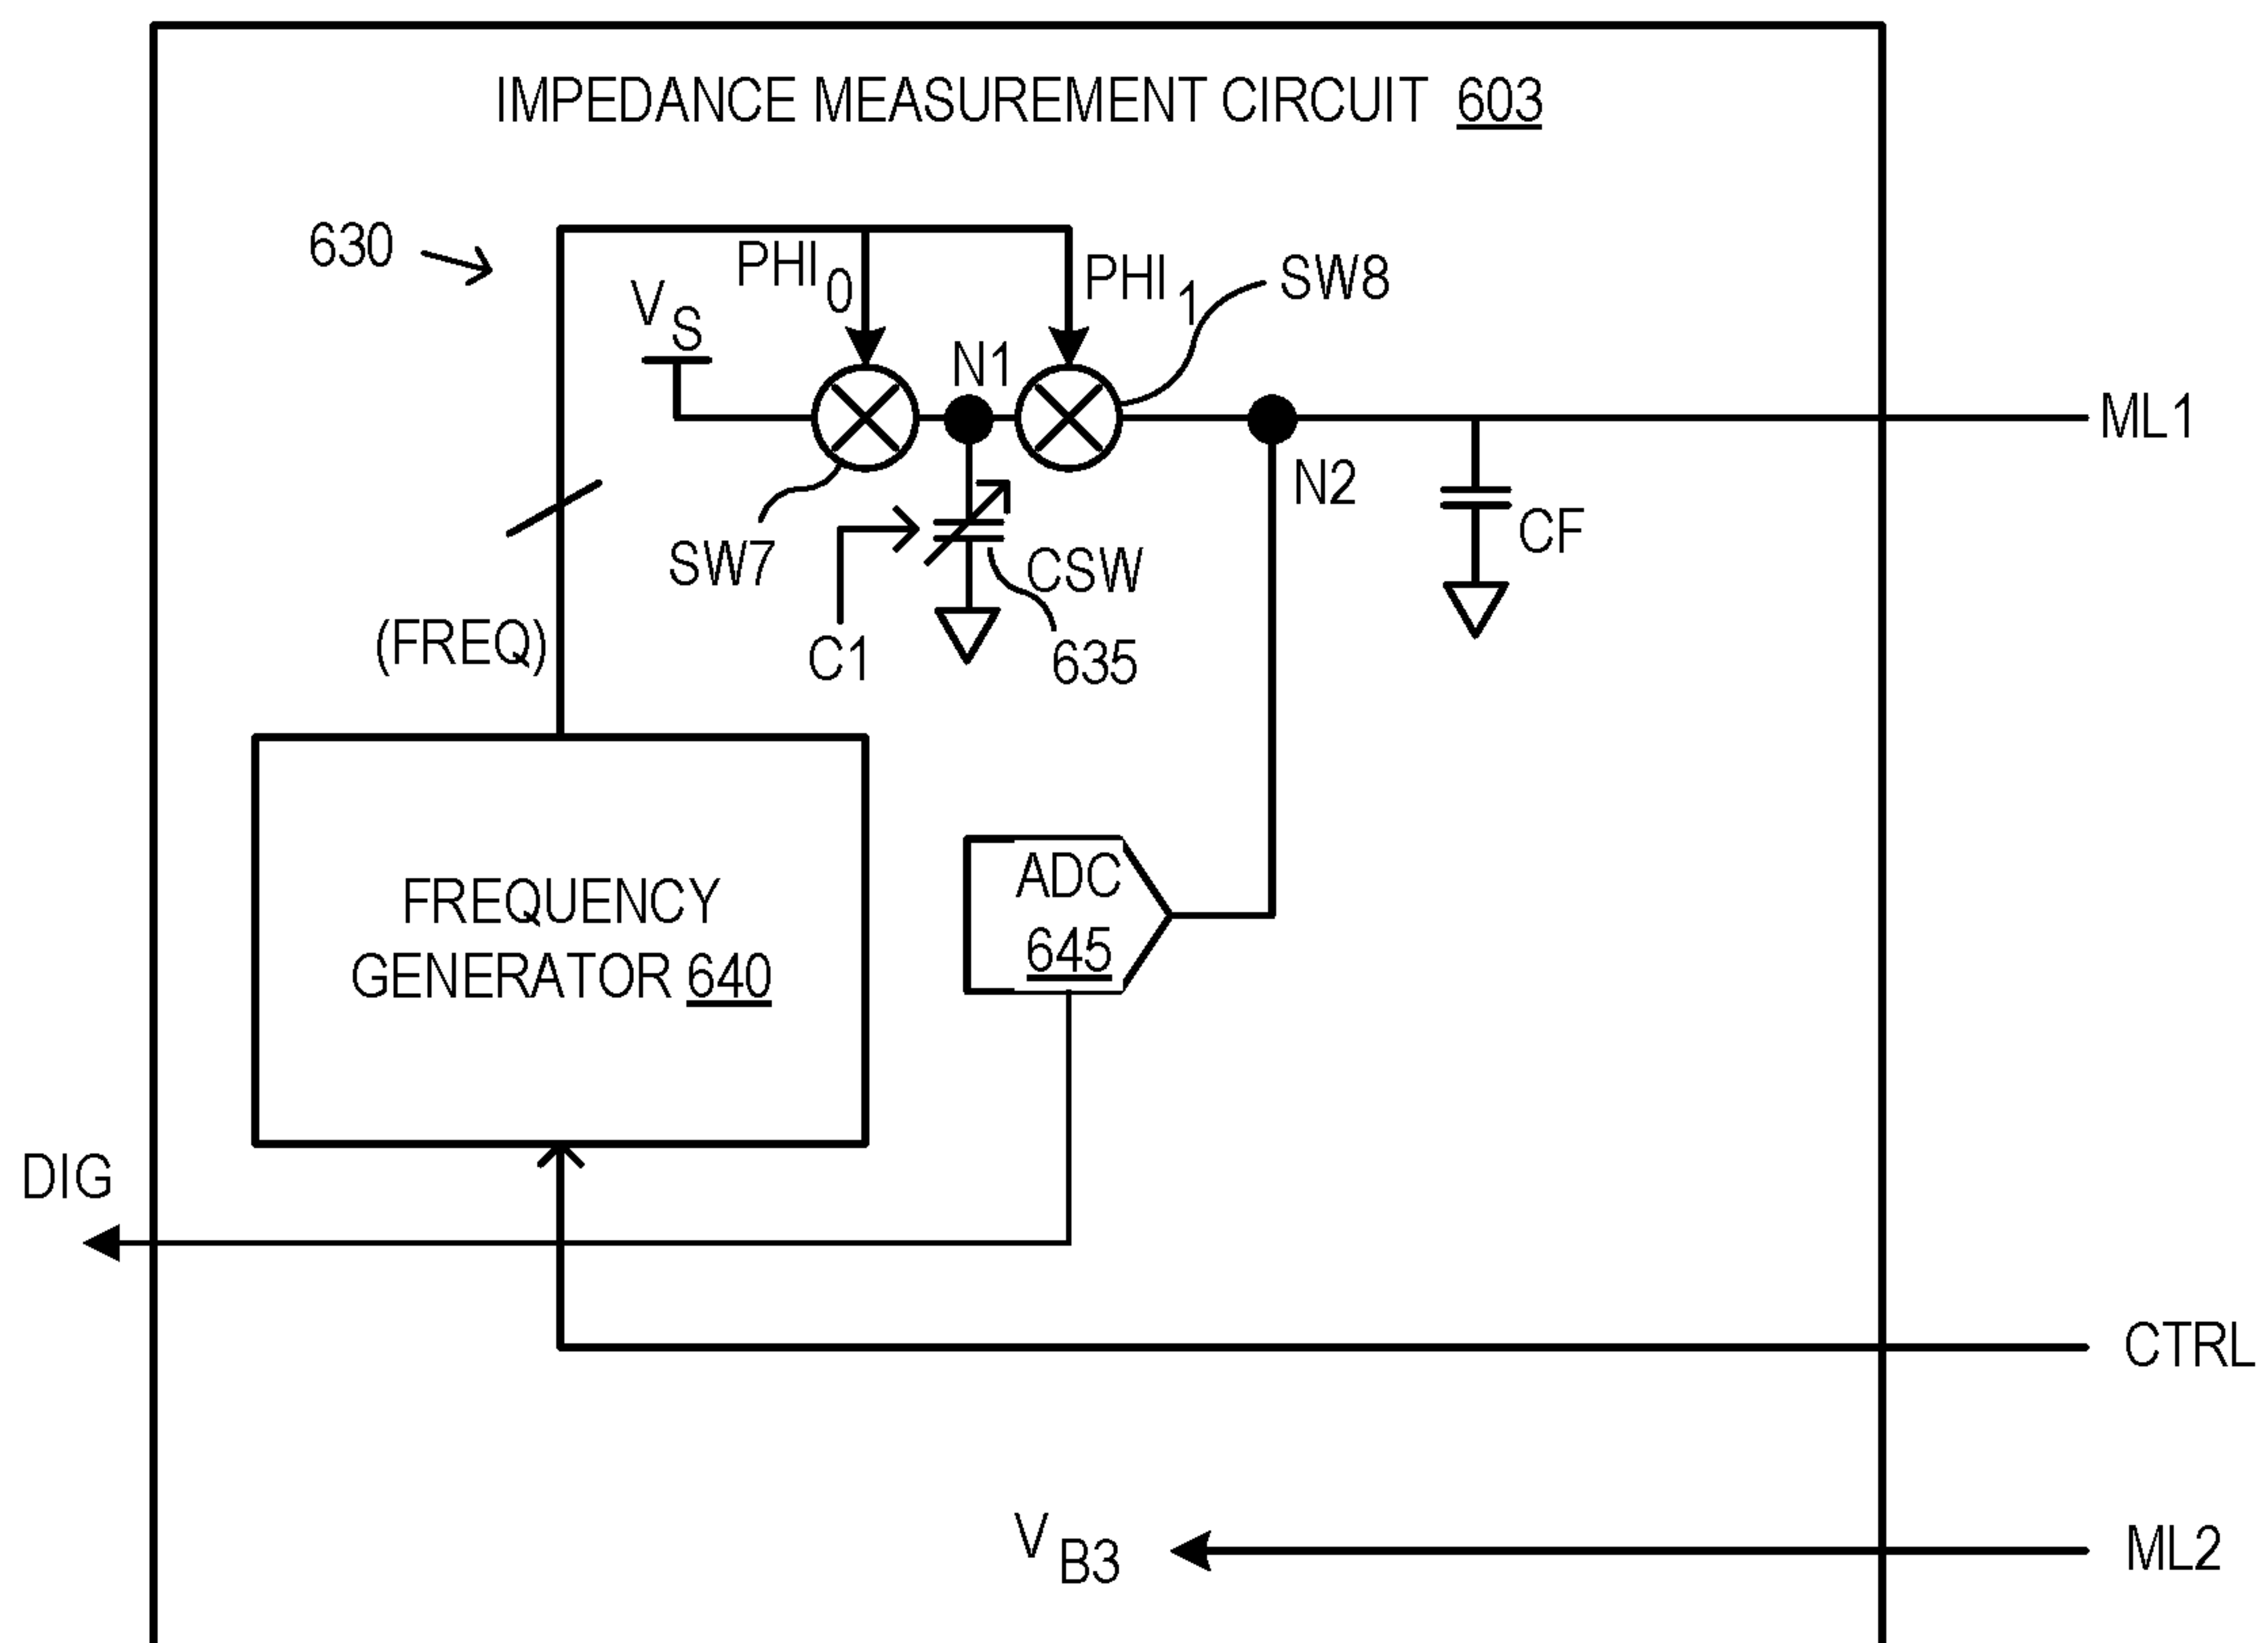 IMPEDANCE MEASUREMENT CIRCUIT 603
630
PHI0
PHI1
SW8
VS
N1
ML1
N2
SW7
CSW
CF
(FREQ)
C1
635
ADC
645
FREQUENCY
GENERATOR 640
DIG
CTRL
VB3
ML2